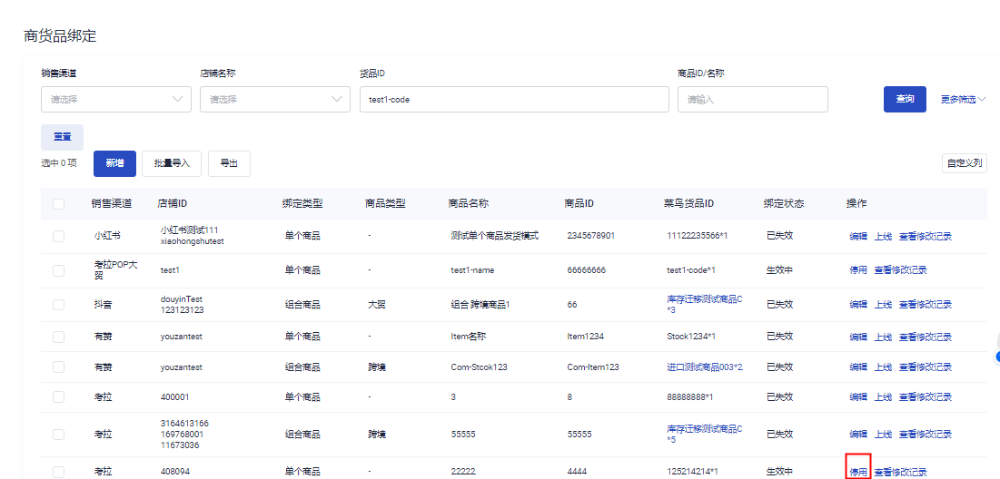 商货品绑定
销售渠道 店铺名称 货品ID 商品ID/名称
请选择 请选择 test1-code 请输入 查询 更多筛选
重置
选中 0 项 新增 批量导入 导出 自定义列
销售渠道 店铺ID 绑定类型 商品类型 商品名称 商品ID 菜鸟货品ID 绑定状态 操作
小红书 小红书测试111 单个商品 - 测试单个商品发货模式 2345678901 11122235566*1 已失效 编辑 上线 查看修改记录
xiaohongshutest
考拉POP大 test1 单个商品 - test1-name 66666666 test1-code*1 生效中 停用 查看修改记录
贸
抖音 douyinTest 组合商品 大贸 组合 跨境商品1 66 库存迁移测试商品C 已失效 编辑 上线 查看修改记录
123123123 *3
有赞 youzantest 单个商品 - Item名称 Item1234 Stock1234*1 已失效 编辑 上线 查看修改记录
有赞 youzantest 组合商品 跨境 Com-Stcok123 Com-Item123 进口测试商品003*2 已失效 编辑 上线 查看修改记录
考拉 400001 单个商品 - 3 8 88888888*1 已失效 编辑 上线 查看修改记录
考拉 3164613166 组合商品 跨境 55555 55555 库存迁移测试商品C 已失效 编辑 上线 查看修改记录
169768001 *5
11673036
考拉 408094 单个商品 - 22222 4444 125214214*1 生效中 停用 查看修改记录